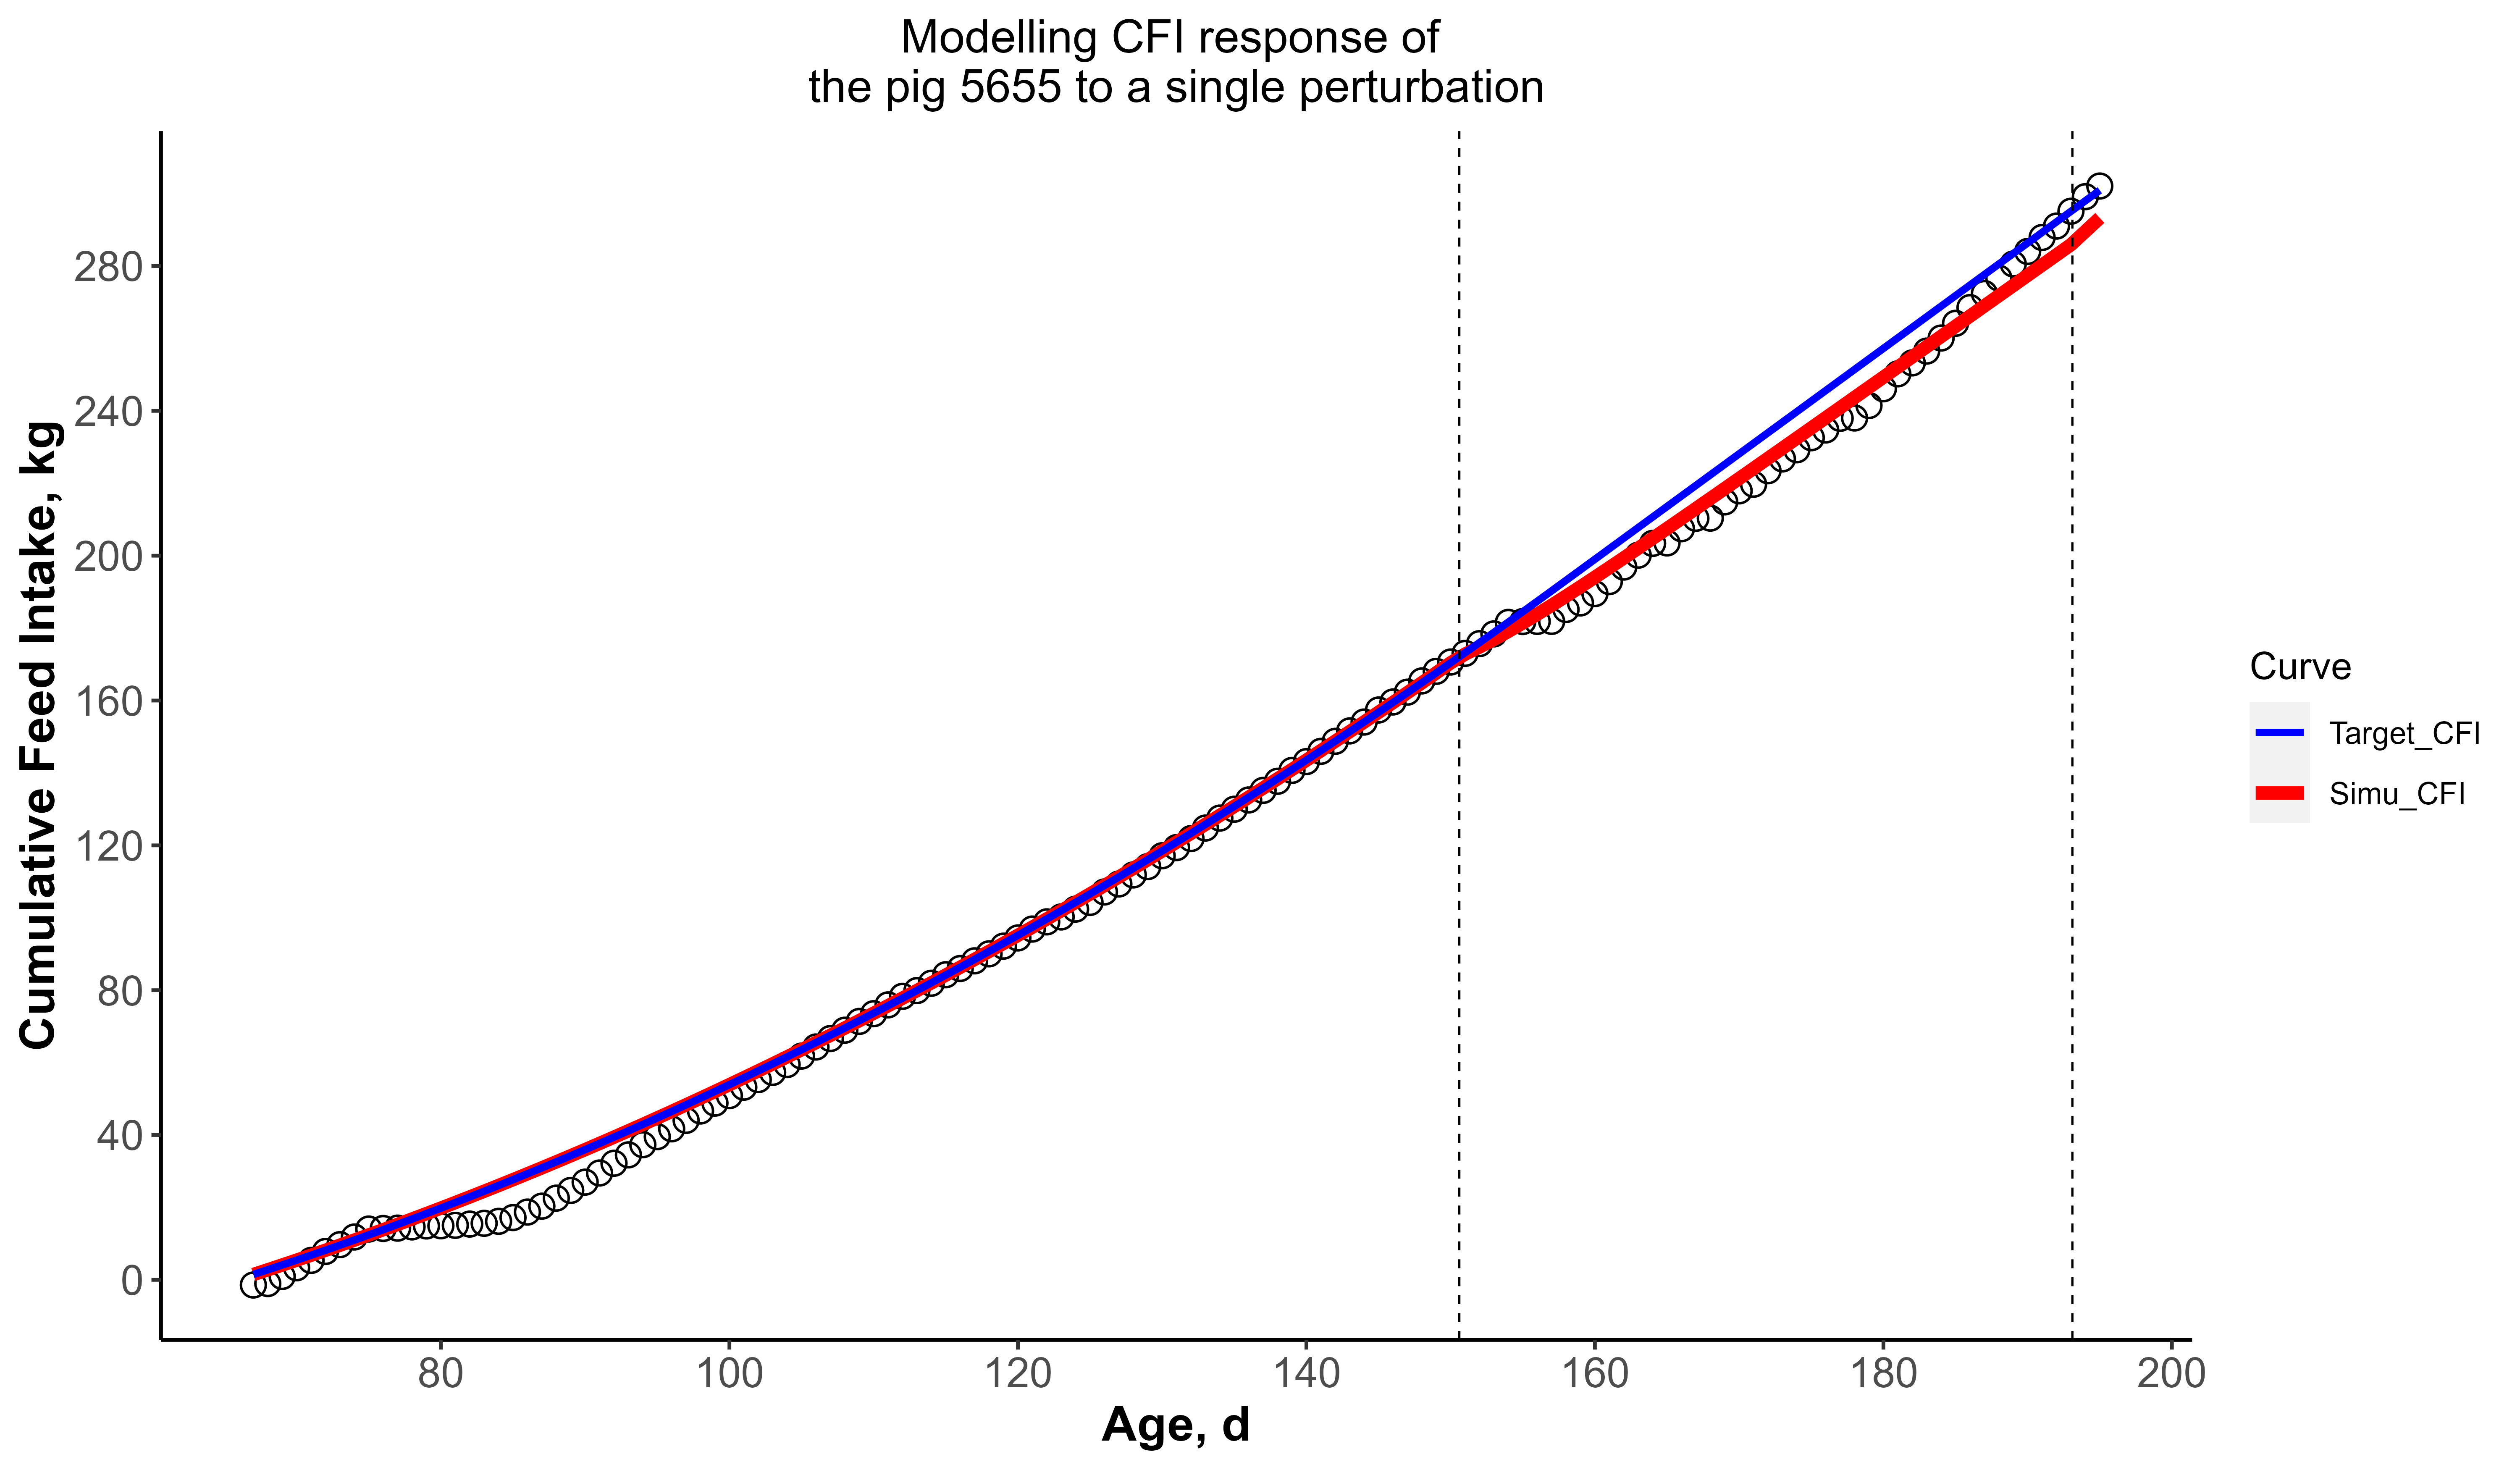 Modelling CFI response of
the pig 5655 to a single perturbation
Cumulative Feed Intake, kg
280
240
200
160
120
80
40
0
80
100
120
140
160
180
200
Age, d
Curve
Target_CFI
Simu_CFI